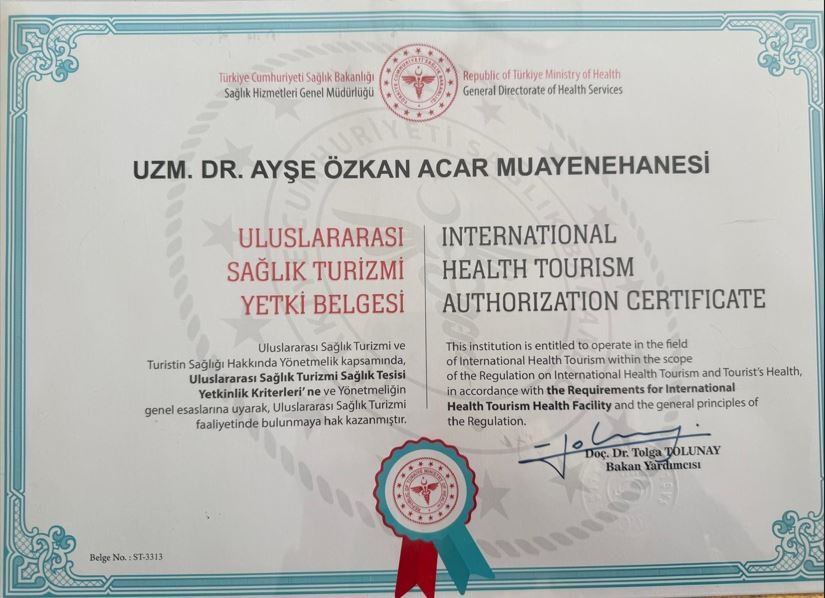 Türkiye Cumhuriyeti Sağlık Bakanlığı
Sağlık Hizmetleri Genel Müdürlüğü
Republic of Türkiye Ministry of Health
General Directorate of Health Services
UZM. DR. AYŞE ÖZKAN ACAR MUAYENEHANESİ
ULUSLARARASI
SAĞLIK TURİZMİ
YETKİ BELGESİ
INTERNATIONAL
HEALTH TOURISM
AUTHORIZATION CERTIFICATE
Uluslararası Sağlık Turizmi ve
Turistin Sağlığı Hakkında Yönetmelik kapsamında,
Uluslararası Sağlık Turizmi Sağlık Tesisi
Yetkinlik Kriterleri' ne ve Yönetmeliğin
genel esaslarına uyarak, Uluslararası Sağlık Turizmi
faaliyetinde bulunmaya hak kazanmıştır.
This institution is entitled to operate in the field
of International Health Tourism within the scope
of the Regulation on International Health Tourism and Tourist's Health,
in accordance with the Requirements for International
Health Tourism Health Facility and the general principles of
the Regulation.
Doç. Dr. Tolga TOLUNAY
Bakan Yardımcısı
Belge No. : ST-3313